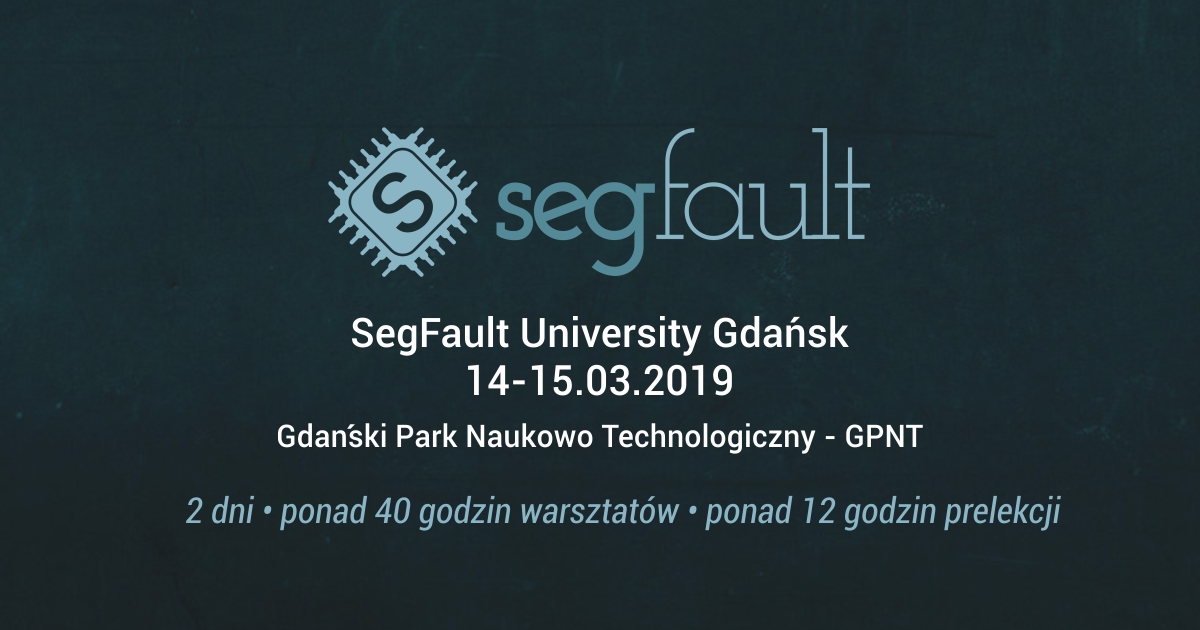 S
segfault
SegFault University Gdańsk
14-15.03.2019
Gdański Park Naukowo Technologiczny - GPNT
2 dni • ponad 40 godzin warsztatów • ponad 12 godzin prelekcji